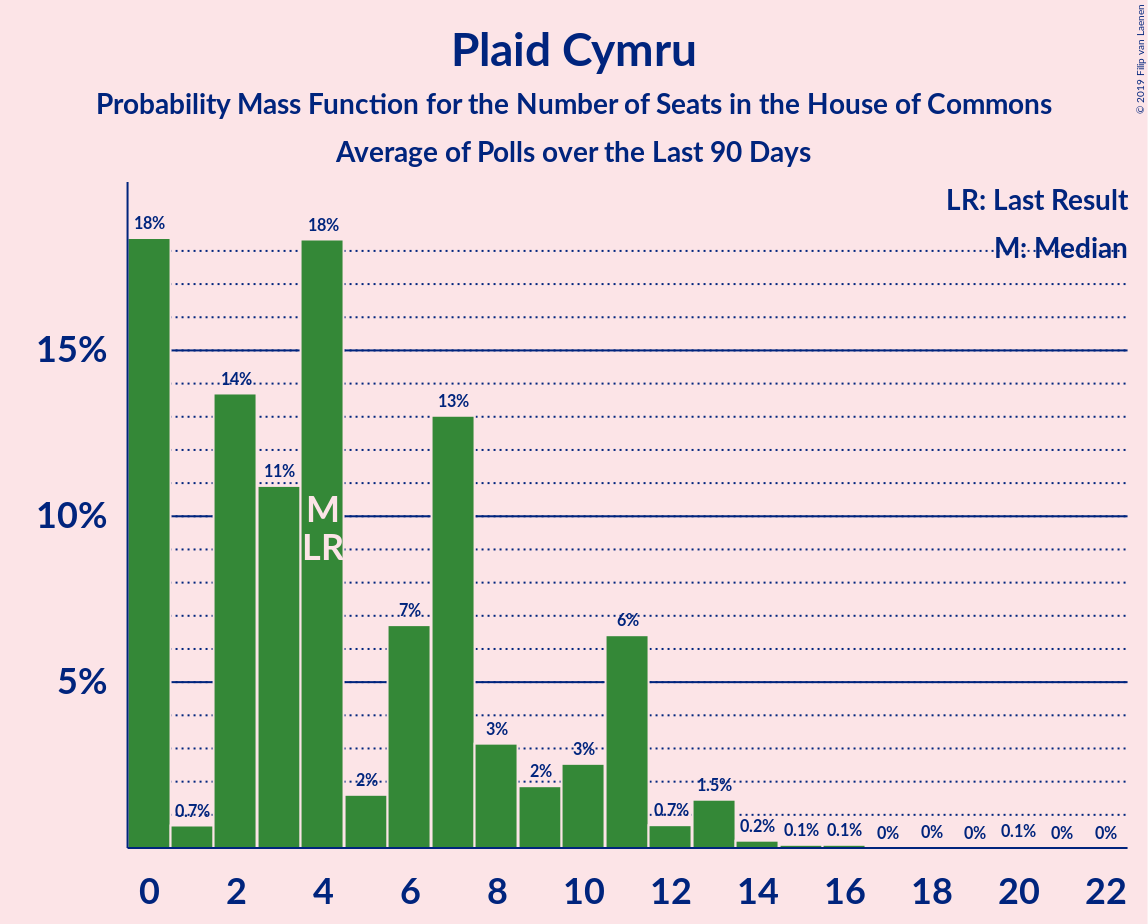 Plaid Cymru
Probability Mass Function for the Number of Seats in the House of Commons
Average of Polls over the Last 90 Days
© 2019 Filip van Laenen
LR: Last Result
M: Median
18%
0.7%
14%
11%
18%
2%
7%
13%
3%
2%
3%
6%
0.7%
1.5%
0.2%
0.1%
0.1%
0%
0%
0%
0.1%
0%
0%
M
LR
15%
10%
5%
0 2 4 6 8 10 12 14 16 18 20 22